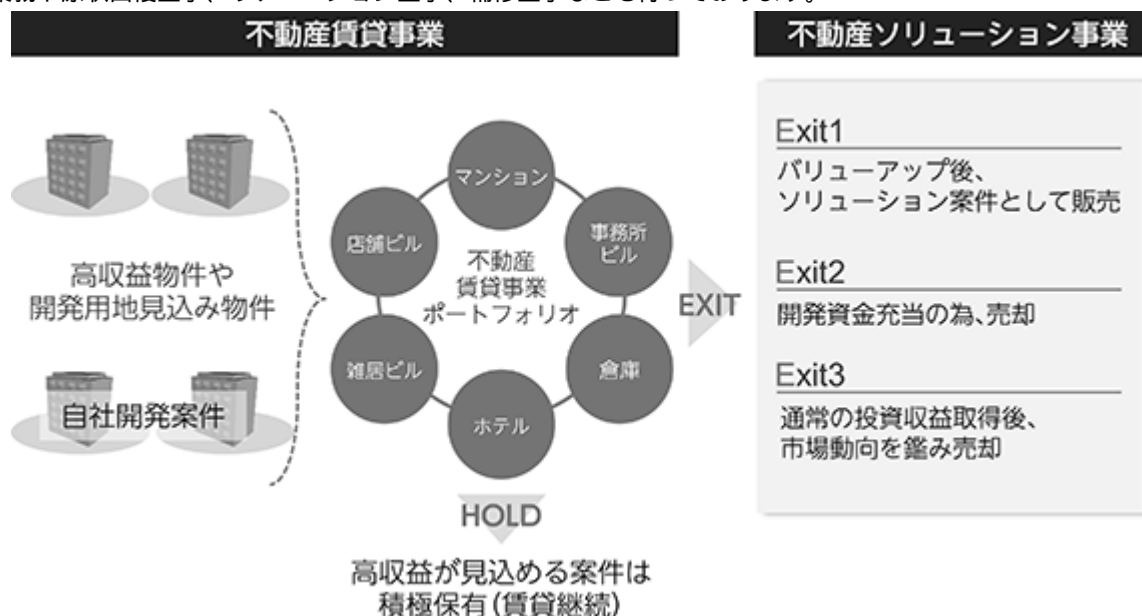 不動産賃貸事業
不動産ソリューション事業
高収益物件や
開発用地見込み物件
自社開発案件
マンション
事務所
ビル
倉庫
ホテル
雑居ビル
店舗ビル
不動産
賃貸事業
ポートフォリオ
EXIT
HOLD
高収益が見込める案件は
積極保有(賃貸継続)
Exit1
バリューアップ後、
ソリューション案件として販売
Exit2
開発資金充当の為、売却
Exit3
通常の投資収益取得後、
市場動向を鑑み売却